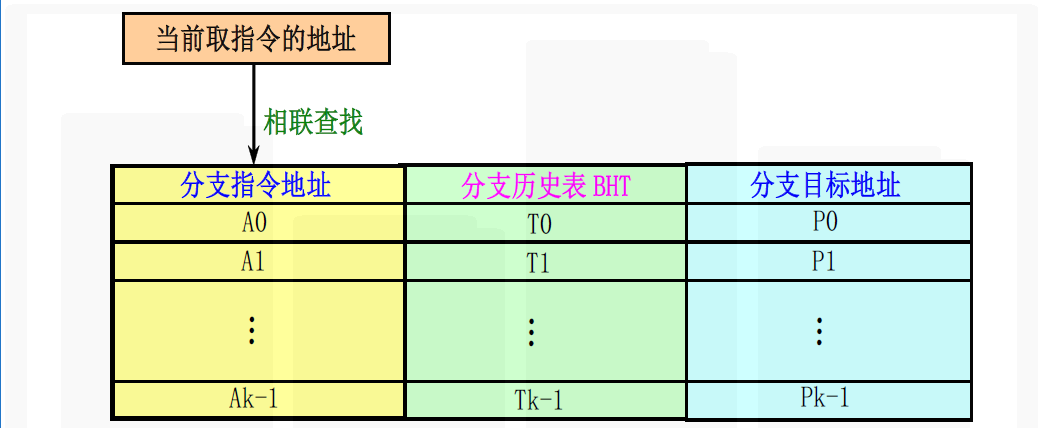 当前取指令的地址
相联查找
分支指令地址 分支历史表 BHT 分支目标地址
A0 T0 P0
A1 T1 P1
⋮ ⋮ ⋮
Ak-1 Tk-1 Pk-1